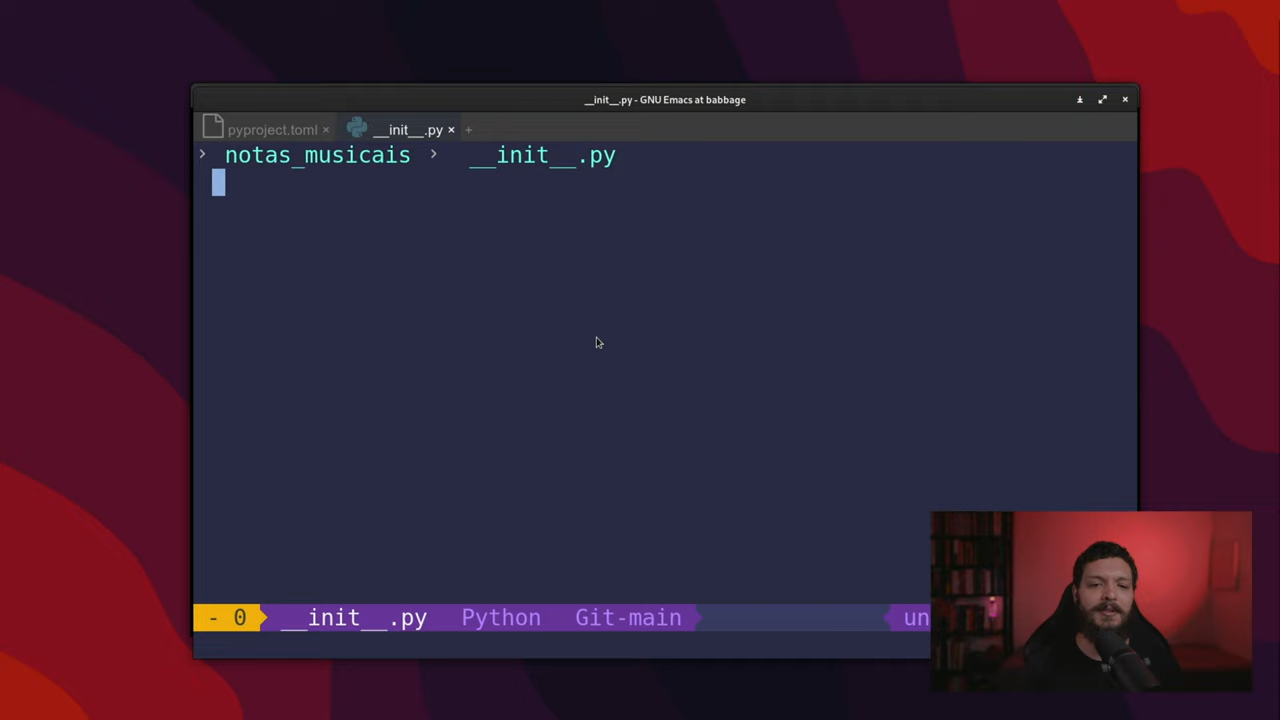 __init__.py - GNU Emacs at babbage
pyproject.toml × __init__.py × +
› notas_musicais › __init__.py
- 0 __init__.py Python Git-main un